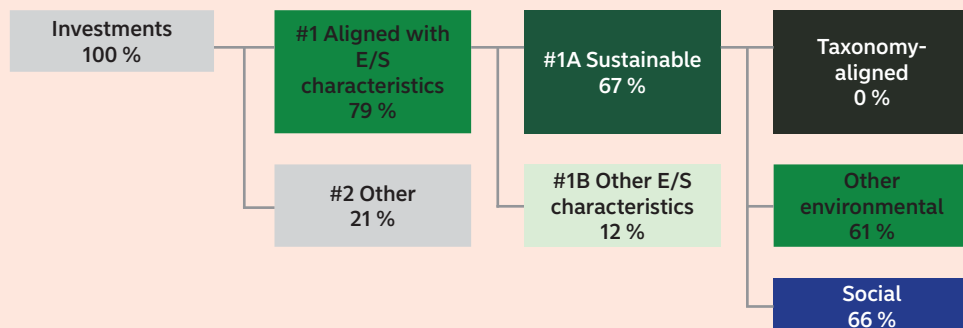 Investments
100 %
#1 Aligned with
E/S
characteristics
79 %
#1A Sustainable
67 %
Taxonomy-
aligned
0 %
#2 Other
21 %
#1B Other E/S
characteristics
12 %
Other
environmental
61 %
Social
66 %